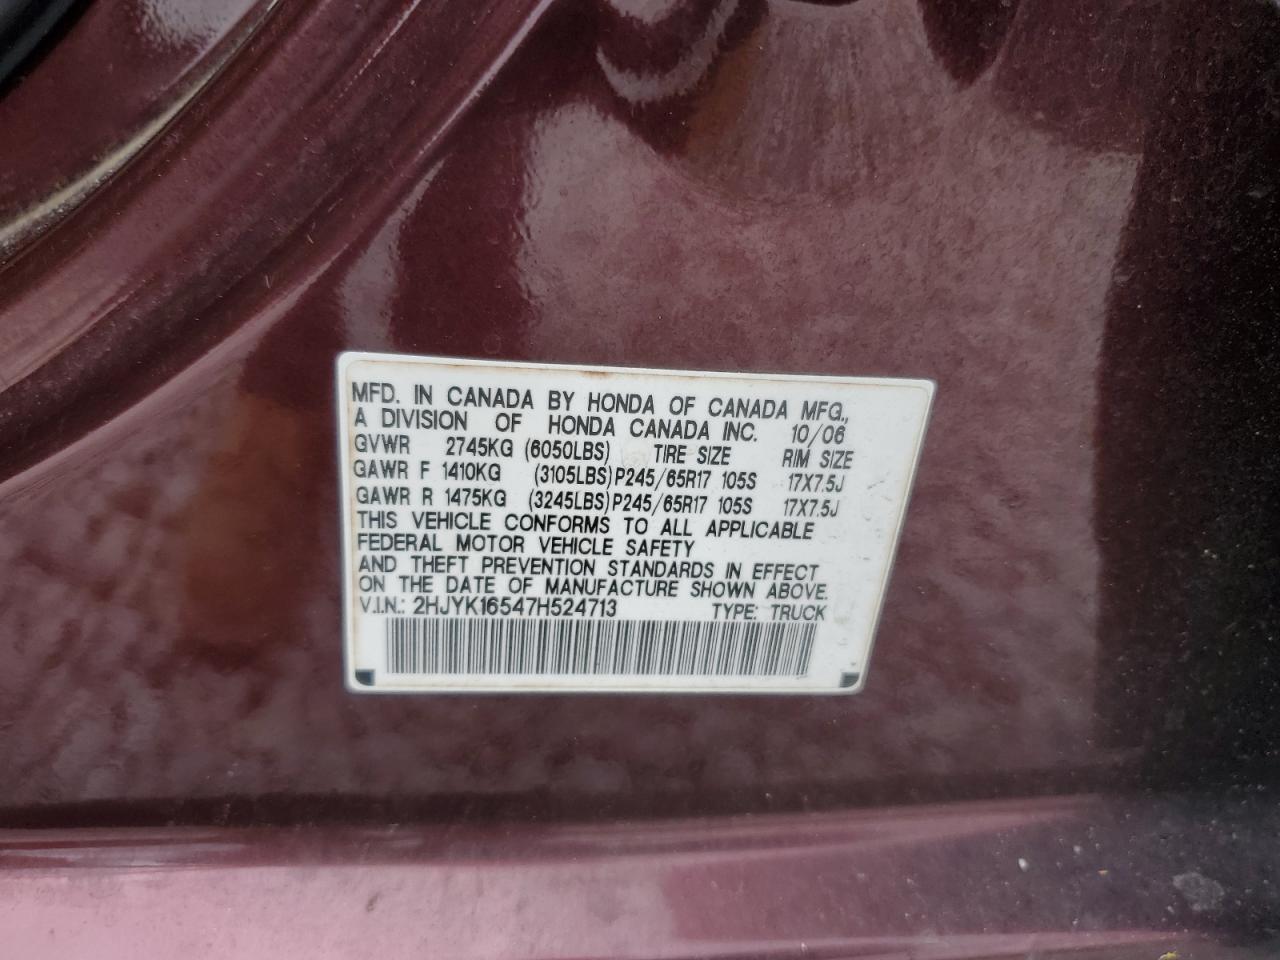 MFD. IN CANADA BY HONDA OF CANADA MFG.,
A DIVISION OF HONDA CANADA INC. 10/06
GVWR 2745KG (6050LBS) TIRE SIZE RIM SIZE
GAWR F 1410KG (3105LBS) P245/65R17 105S 17X7.5J
GAWR R 1475KG (3245LBS) P245/65R17 105S 17X7.5J
THIS VEHICLE CONFORMS TO ALL APPLICABLE
FEDERAL MOTOR VEHICLE SAFETY
AND THEFT PREVENTION STANDARDS IN EFFECT
ON THE DATE OF MANUFACTURE SHOWN ABOVE.
V.I.N.: 2HJYK16547H524713 TYPE: TRUCK